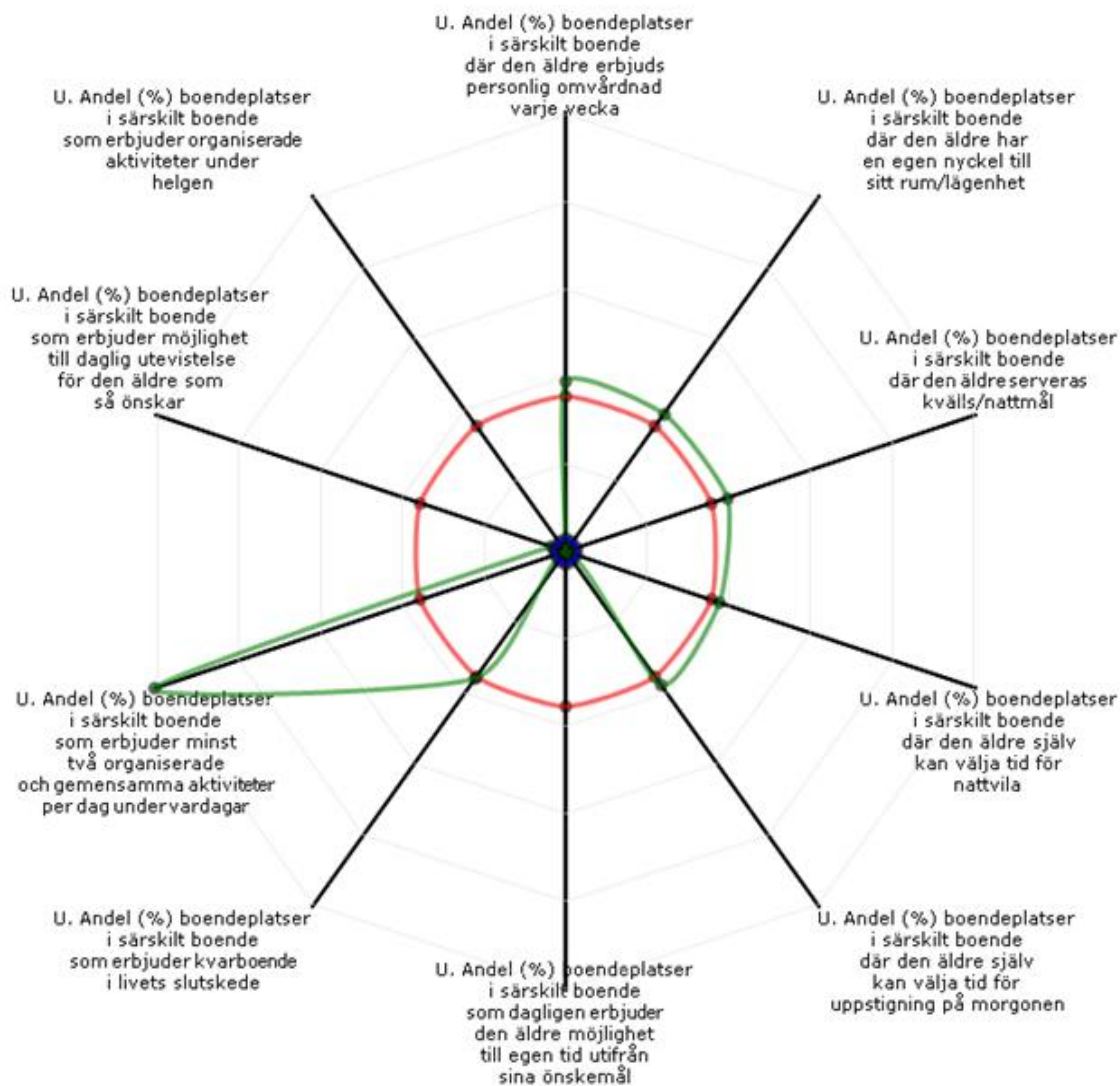 U. Andel (%) boendeplatser
i särskilt boende
där den äldre erbjuds
personlig omvårdnad
varje vecka
U. Andel (%) boendeplatser
i särskilt boende
där den äldre har
en egen nyckel till
sitt rum/lägenhet
U. Andel (%) boendeplatser
i särskilt boende
där den äldre serveras
kvälls/nattmål
U. Andel (%) boendeplatser
i särskilt boende
där den äldre själv
kan välja tid för
nattvila
U. Andel (%) boendeplatser
i särskilt boende
där den äldre själv
kan välja tid för
uppstigning på morgonen
U. Andel (%) boendeplatser
i särskilt boende
som dagligen erbjuder
den äldre möjlighet
till egen tid utifrån
sina önskemål
U. Andel (%) boendeplatser
i särskilt boende
som erbjuder kvarboende
i livets slutskede
U. Andel (%) boendeplatser
i särskilt boende
som erbjuder minst
två organiserade
och gemensamma aktiviteter
per dag under vardagar
U. Andel (%) boendeplatser
i särskilt boende
som erbjuder möjlighet
till daglig utevistelse
för den äldre som
så önskar
U. Andel (%) boendeplatser
i särskilt boende
som erbjuder organiserade
aktiviteter under
helgen